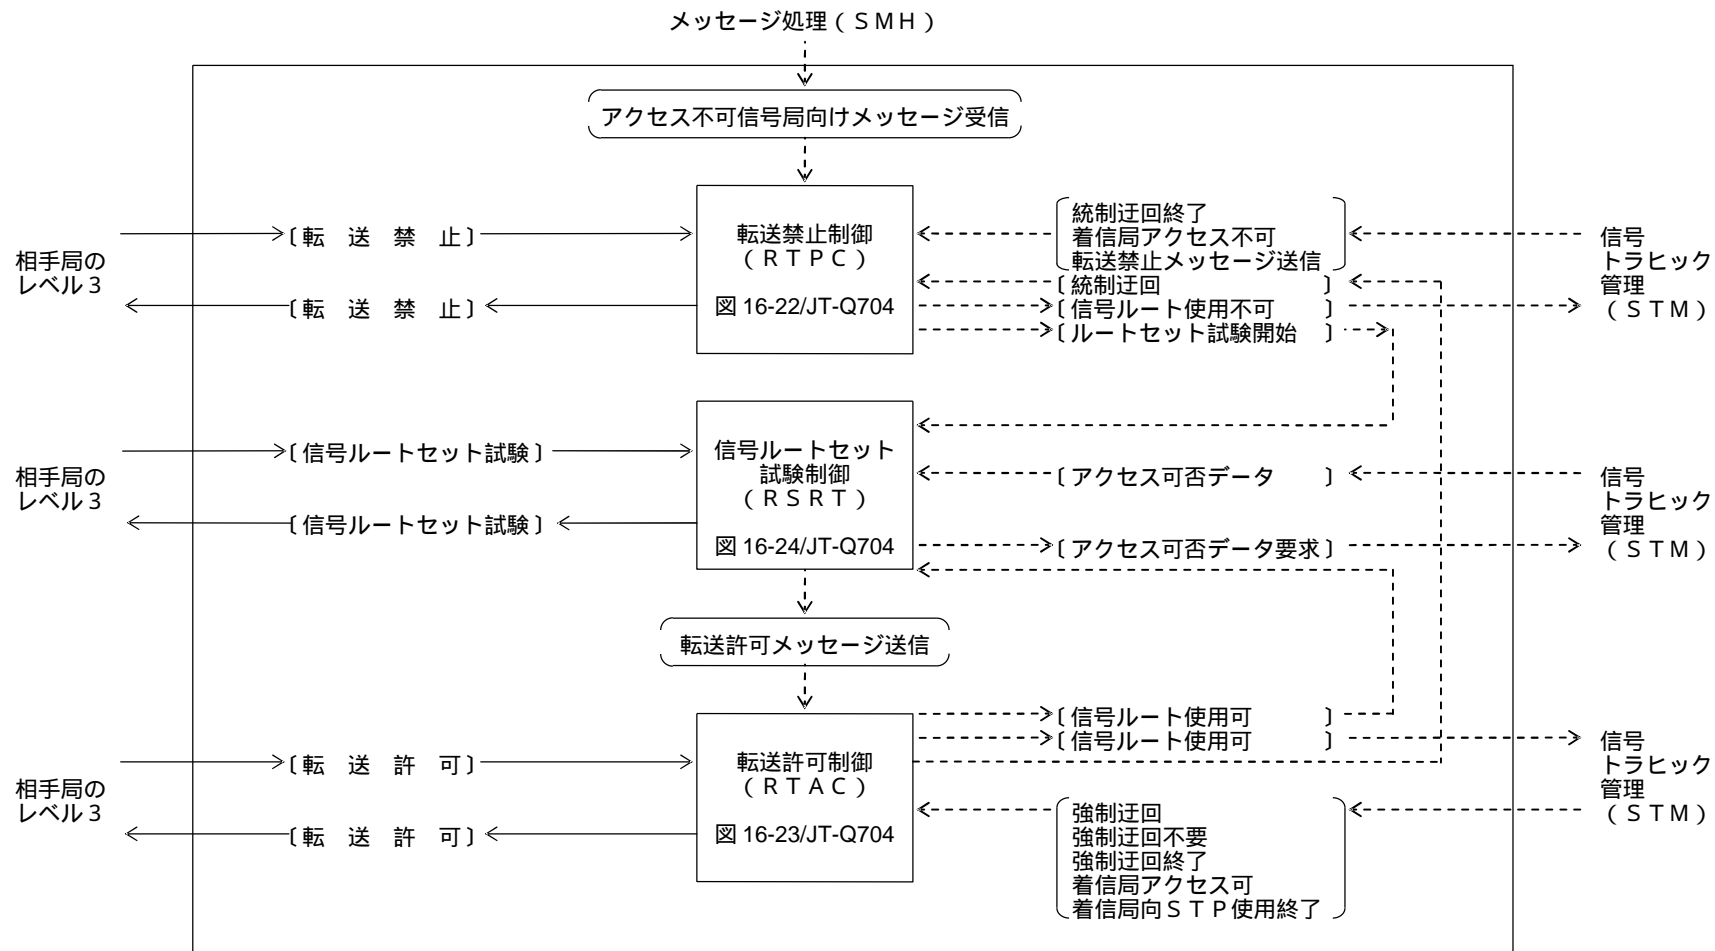 メッセージ処理(SMH)
アクセス不可信号局向けメッセージ受信
相手局の
レベル3
〔転 送 禁 止〕
〔転 送 禁 止〕
転送禁止制御
(RTPC)
図 16-22/JT-Q704
統制迂回終了
着信局アクセス不可
転送禁止メッセージ送信
〔統制迂回 〕
〔信号ルート使用不可 〕
〔ルートセット試験開始 〕
信号
トラヒック
管理
(STM)
相手局の
レベル3
〔信号ルートセット試験〕
〔信号ルートセット試験〕
信号ルートセット
試験制御
(RSRT)
図 16-24/JT-Q704
〔アクセス可否データ 〕
〔アクセス可否データ要求〕
信号
トラヒック
管理
(STM)
転送許可メッセージ送信
相手局の
レベル3
〔転 送 許 可〕
〔転 送 許 可〕
転送許可制御
(RTAC)
図 16-23/JT-Q704
〔信号ルート使用可 〕
〔信号ルート使用可 〕
強制迂回
強制迂回不要
強制迂回終了
着信局アクセス可
着信局向STP使用終了
信号
トラヒック
管理
(STM)